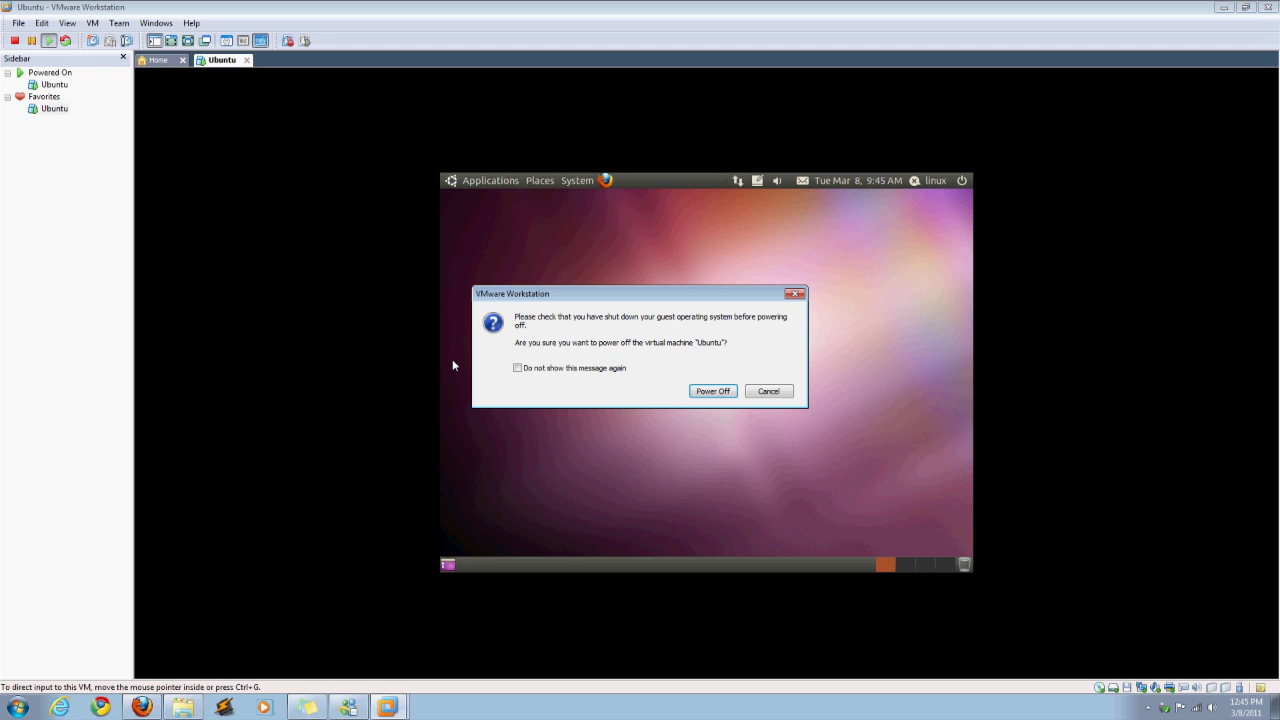 Ubuntu - VMware Workstation
File Edit View VM Team Windows Help
Sidebar
Home
Ubuntu
Powered On
Ubuntu
Favorites
Ubuntu
Applications Places System
Tue Mar 8, 9:45 AM linux
VMware Workstation
Please check that you have shut down your guest operating system before powering
off.
Are you sure you want to power off the virtual machine "Ubuntu"?
Do not show this message again
Power Off Cancel
To direct input to this VM, move the mouse pointer inside or press Ctrl+G.
12:45 PM
3/8/2011